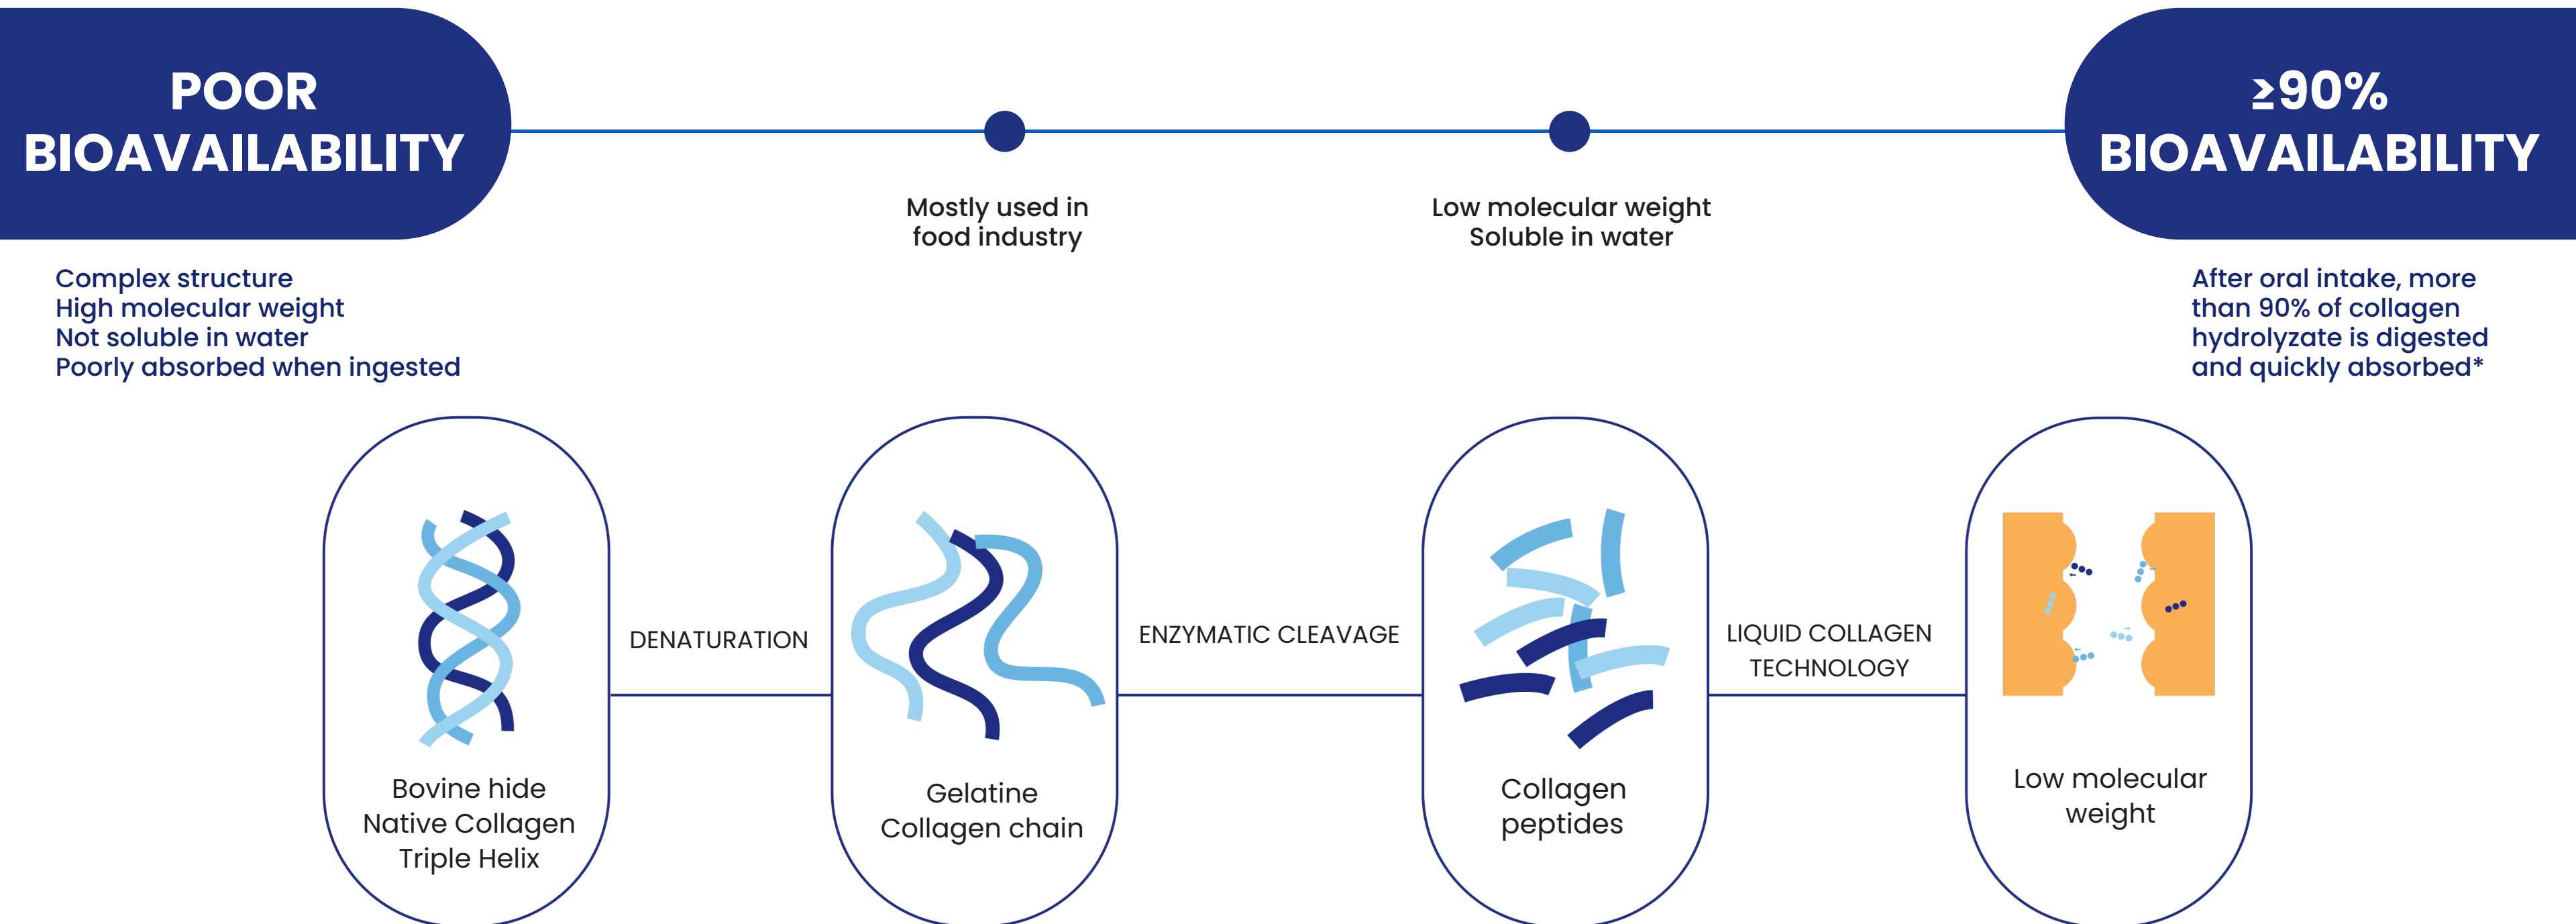 POOR
BIOAVAILABILITY
≥90%
BIOAVAILABILITY
Mostly used in
food industry
Low molecular weight
Soluble in water
Complex structure
High molecular weight
Not soluble in water
Poorly absorbed when ingested
After oral intake, more
than 90% of collagen
hydrolyzate is digested
and quickly absorbed*
DENATURATION
ENZYMATIC CLEAVAGE
LIQUID COLLAGEN
TECHNOLOGY
Bovine hide
Native Collagen
Triple Helix
Gelatine
Collagen chain
Collagen
peptides
Low molecular
weight